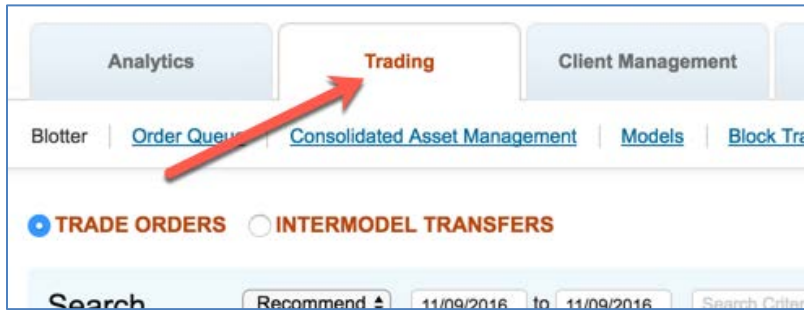 Analytics Trading Client Management
Blotter Order Queue Consolidated Asset Management Models Block
TRADE ORDERS INTERMODEL TRANSFERS
Search Recommend 11/09/2016 to 11/09/2016 Search